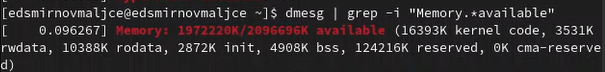 [edsmirnovmaljce@edsmirnovmaljce ~]$ dmesg | grep -i "Memory.*available"
[    0.096267] Memory: 1972220K/2096696K available (16393K kernel code, 3531K
rwdata, 10388K rodata, 2872K init, 4908K bss, 124216K reserved, 0K cma-reserve
d)